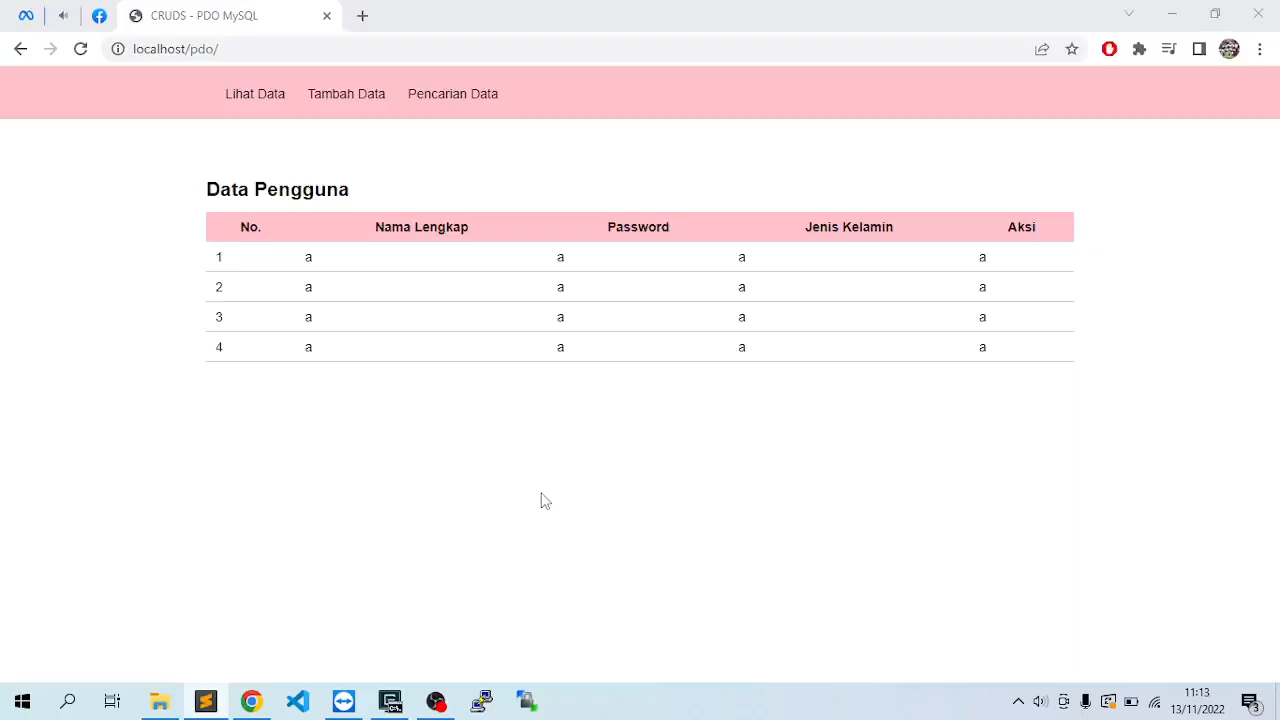 CRUDS - PDO MySQL
localhost/pdo/
Lihat Data Tambah Data Pencarian Data
Data Pengguna
No. Nama Lengkap Password Jenis Kelamin Aksi
1 a a a a
2 a a a a
3 a a a a
4 a a a a
11:13
13/11/2022
3